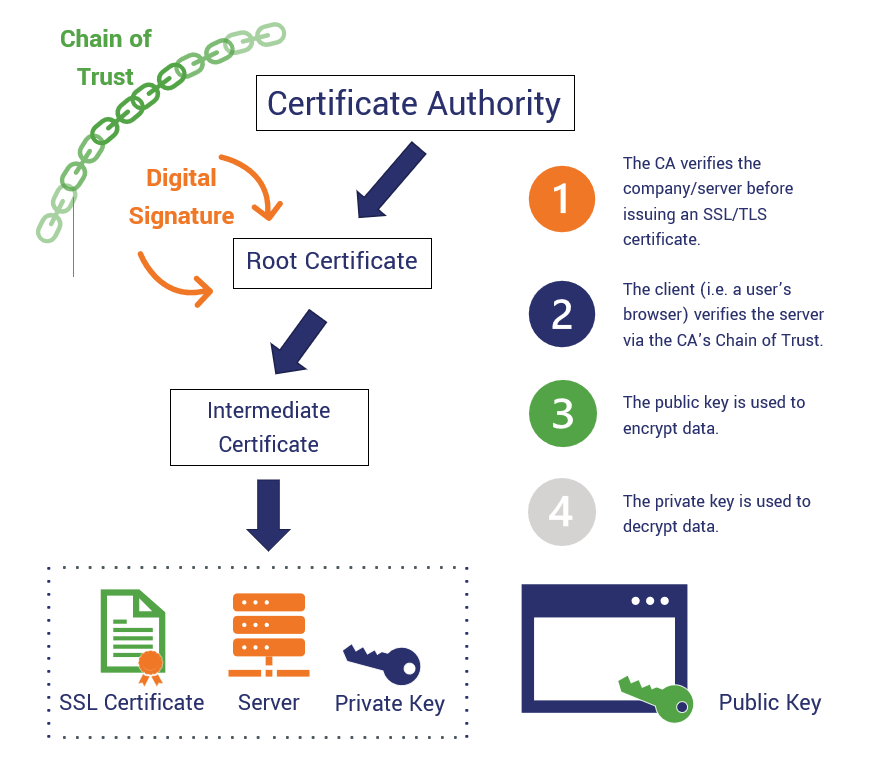 Chain of
Trust
Certificate Authority
Digital
Signature
Root Certificate
Intermediate
Certificate
SSL Certificate
Server
Private Key
1
The CA verifies the
company/server before
issuing an SSL/TLS
certificate.
2
The client (i.e. a user’s
browser) verifies the server
via the CA’s Chain of Trust.
3
The public key is used to
encrypt data.
4
The private key is used to
decrypt data.
Public Key